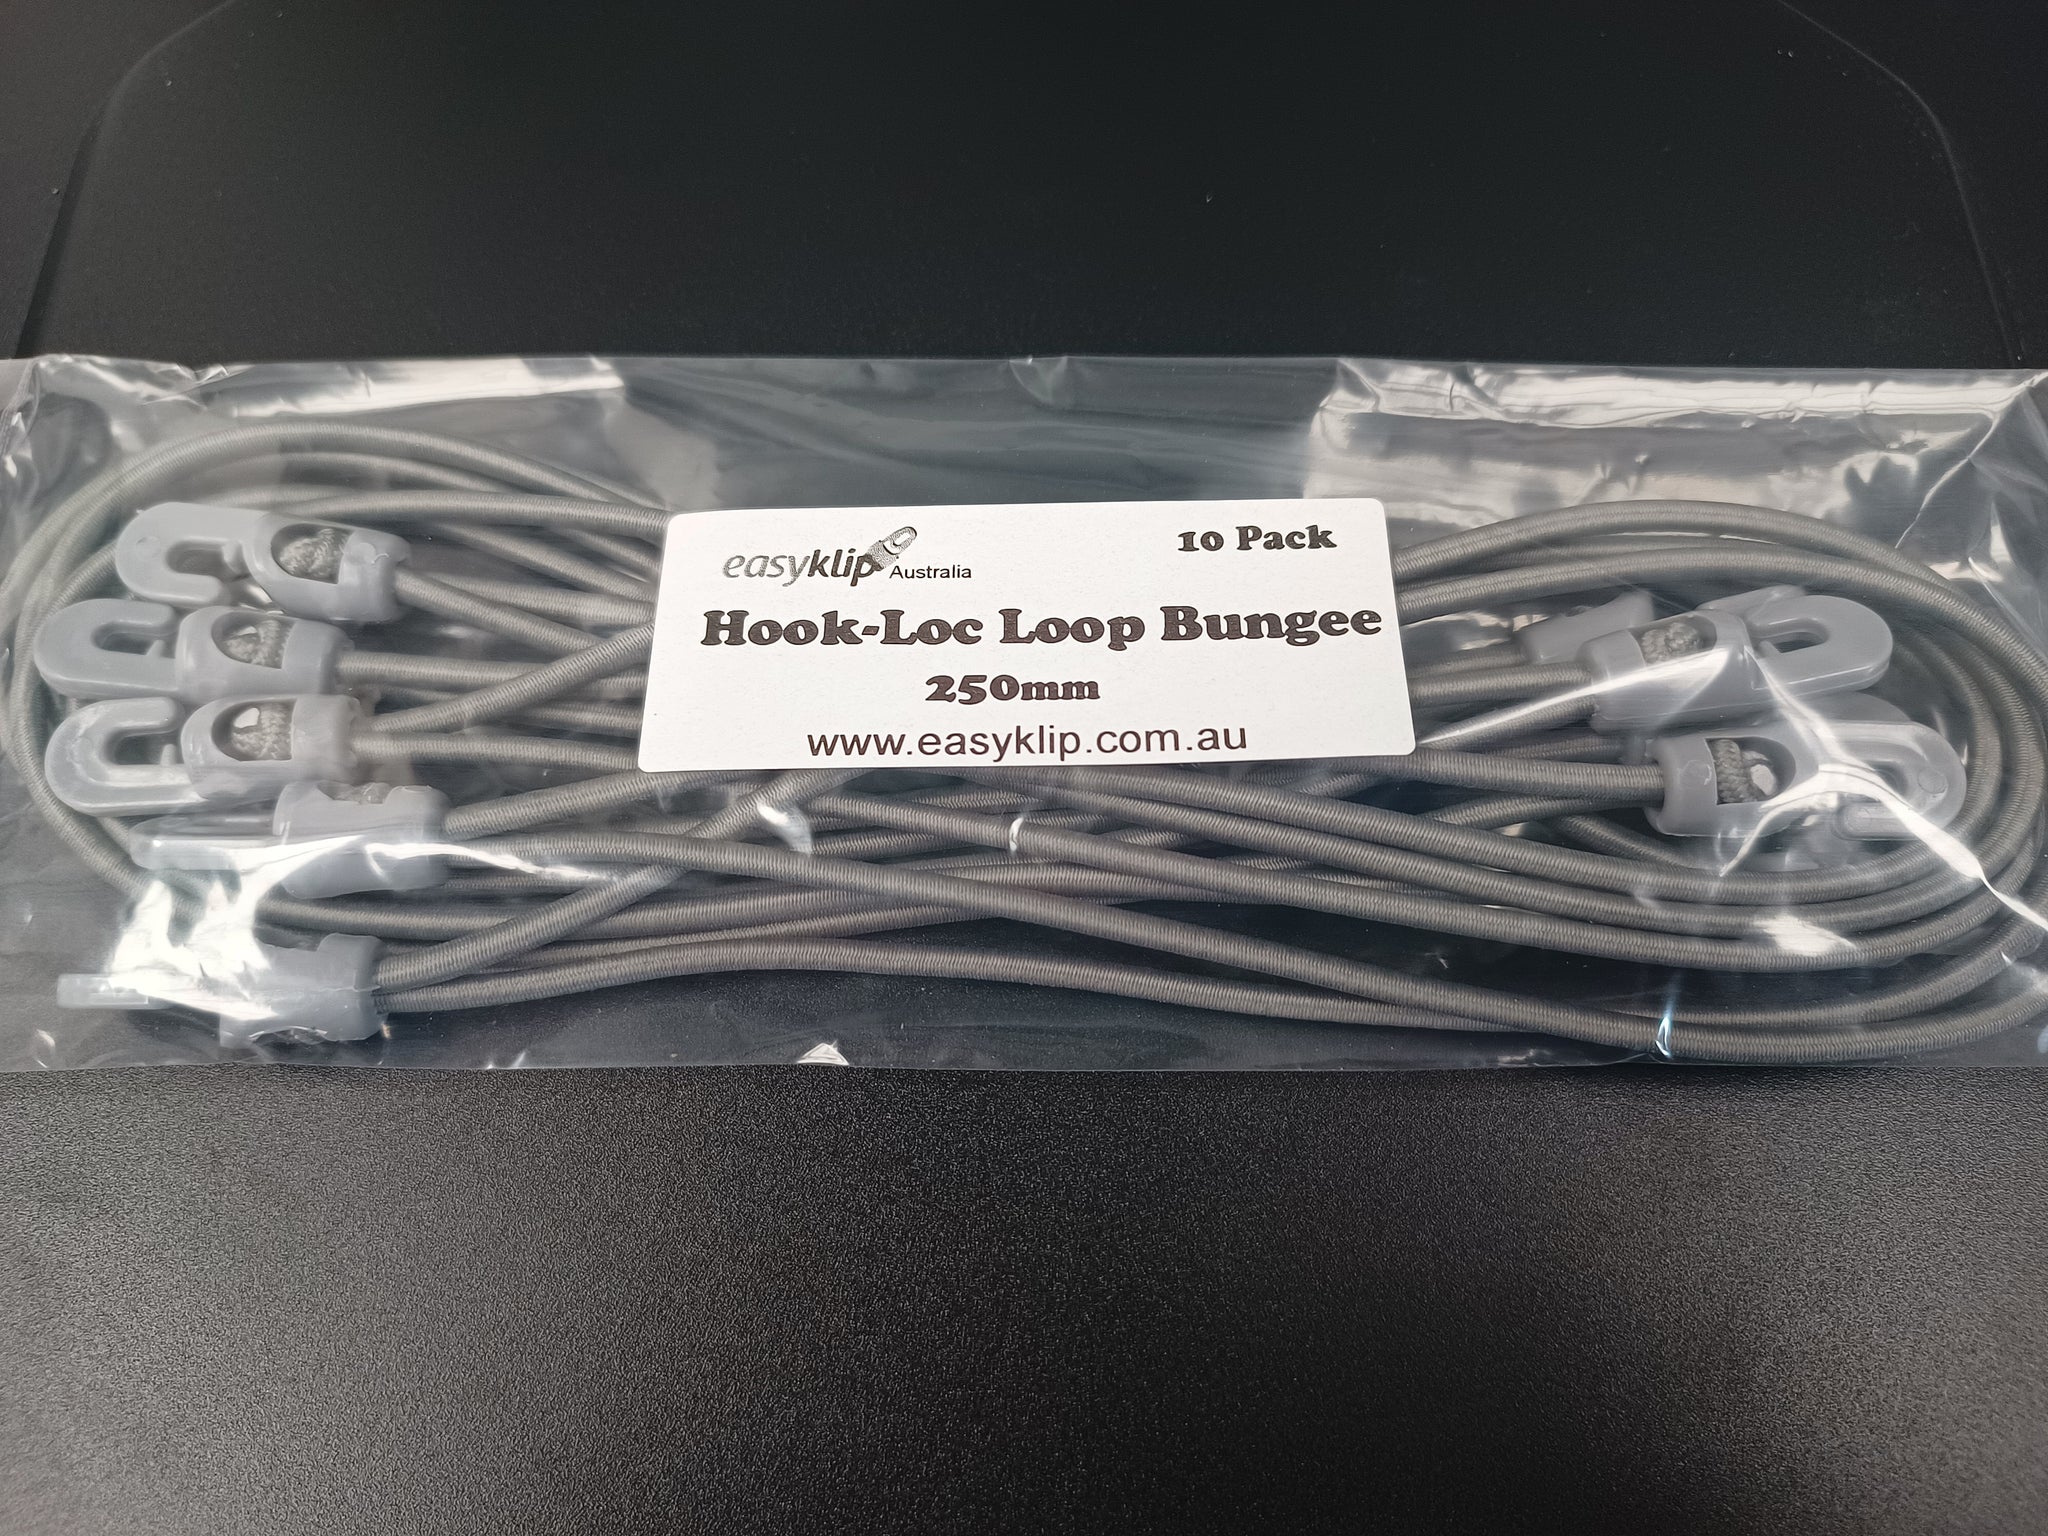 easyklip Australia
10 Pack
Hook-Loc Loop Bungee
250mm
www.easyklip.com.au